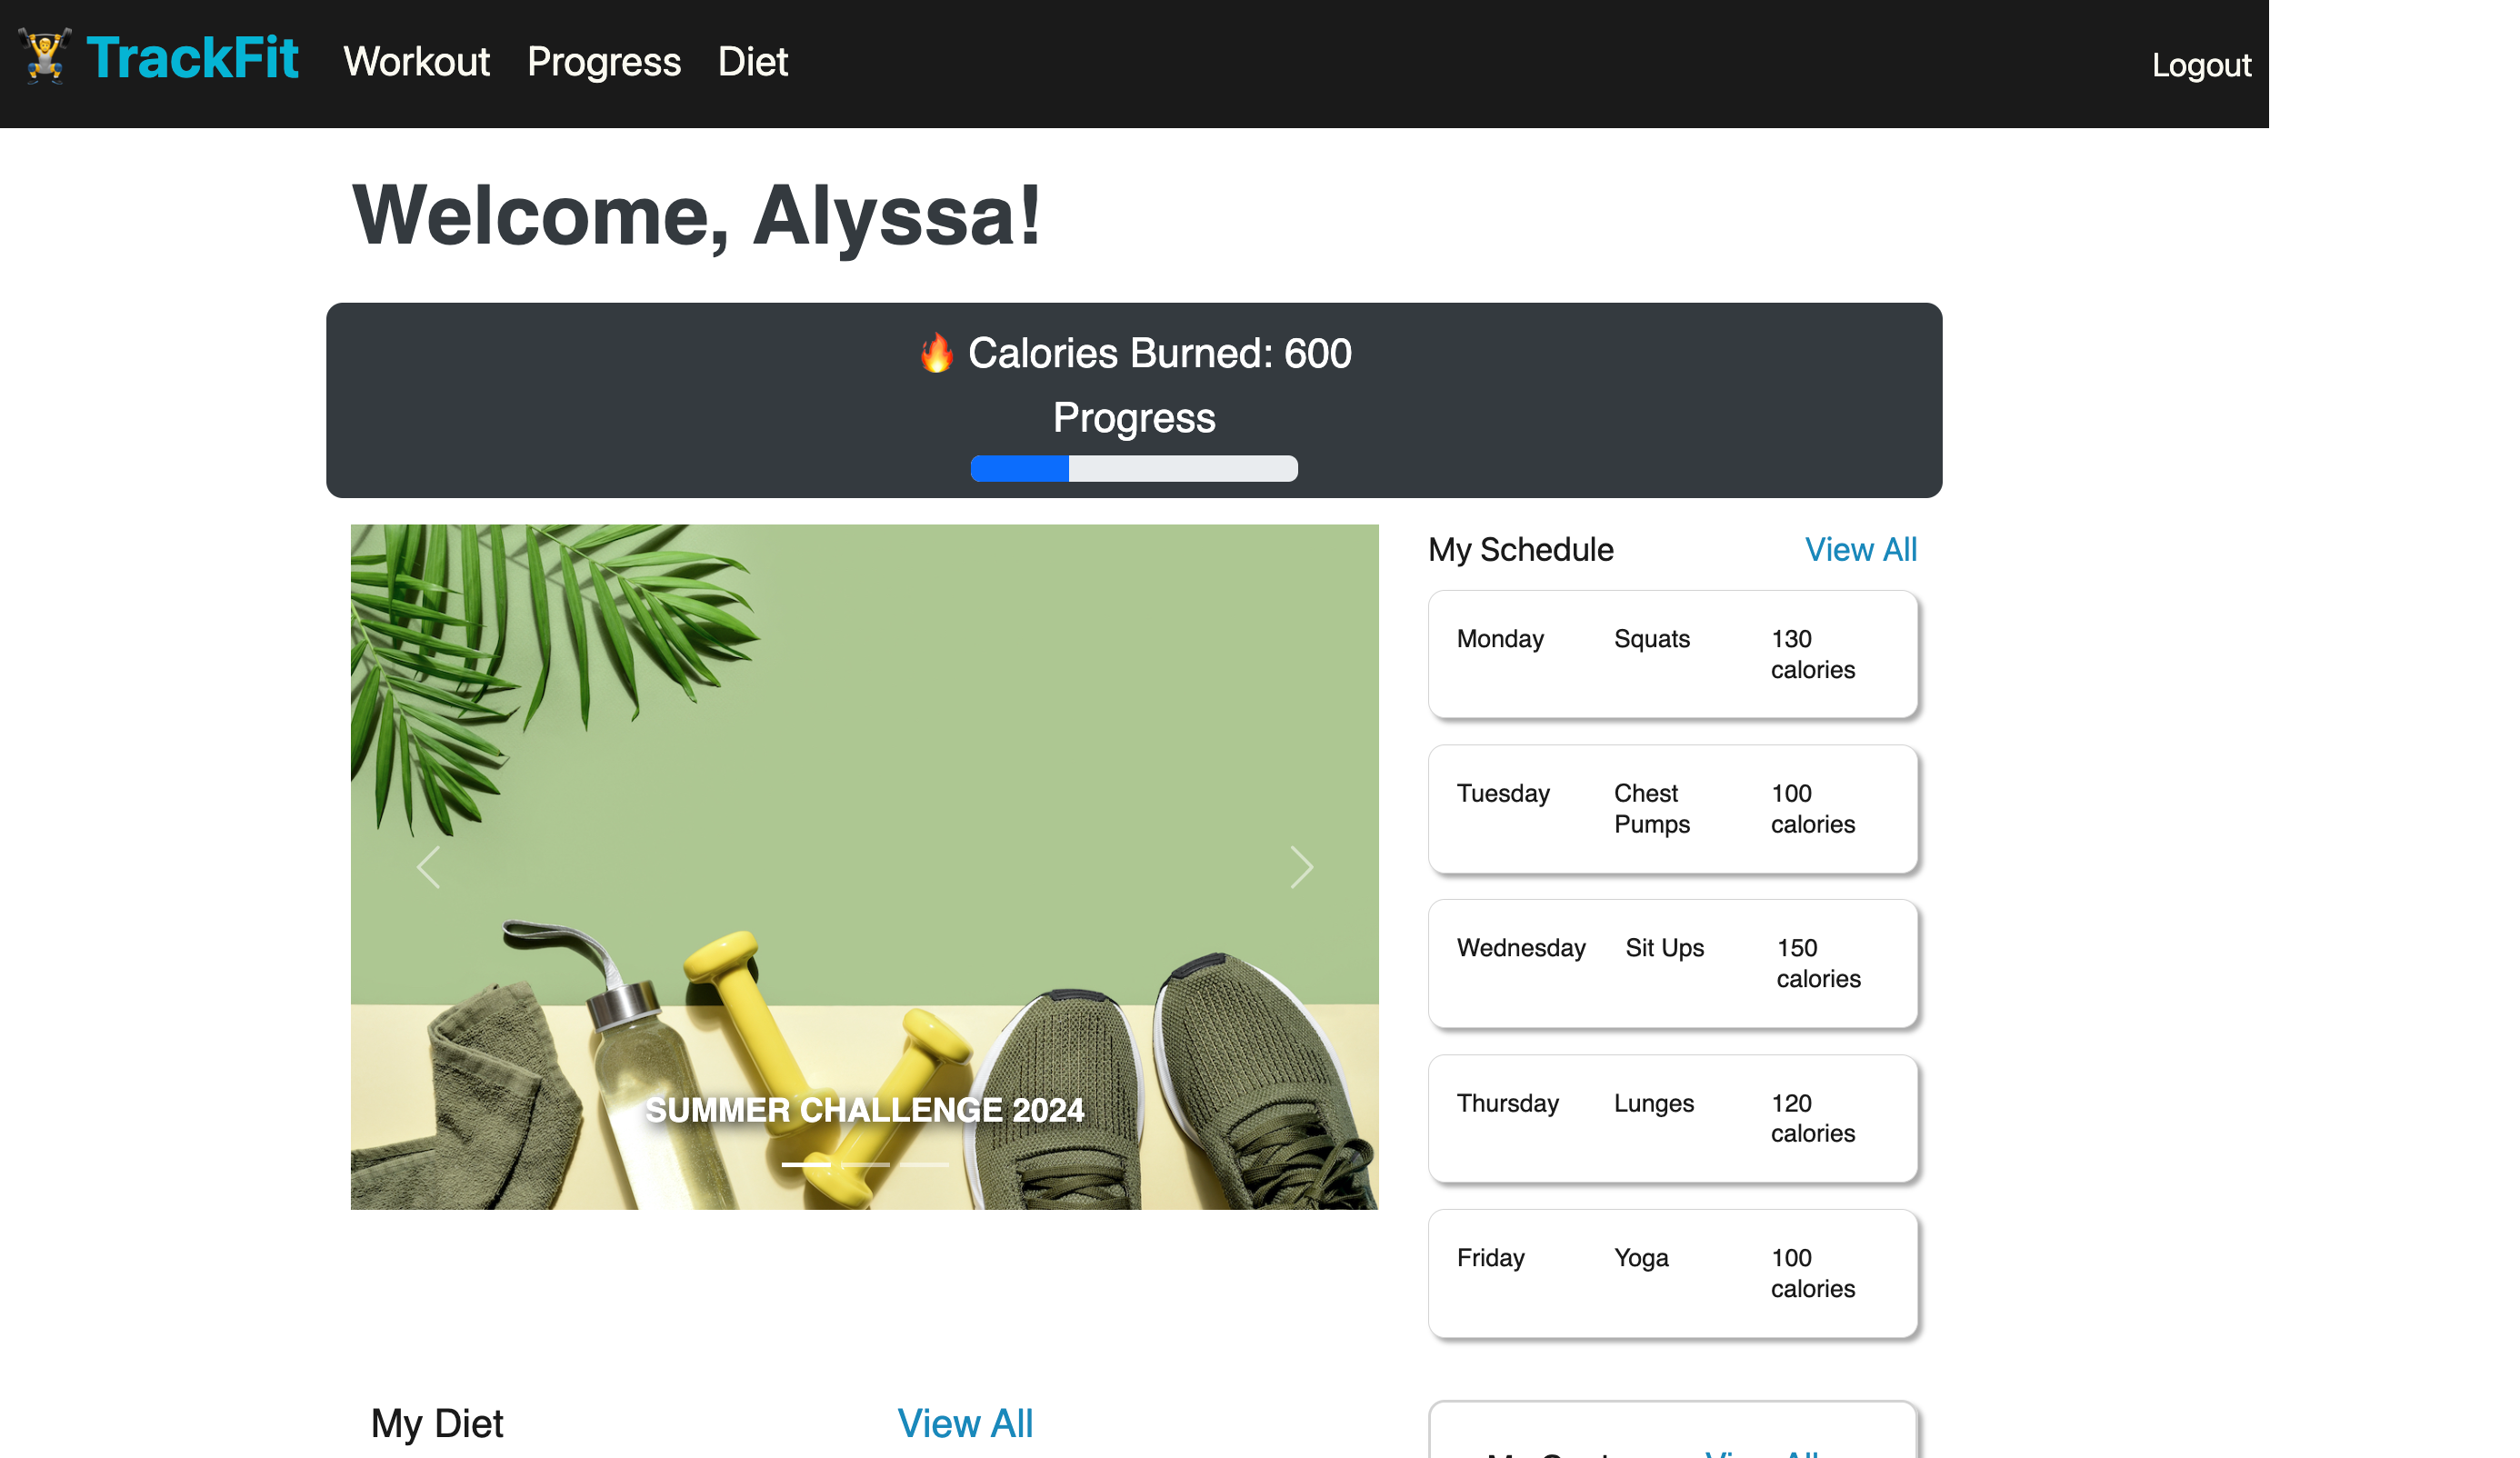 TrackFit Workout Progress Diet Logout
Welcome, Alyssa!
Calories Burned: 600
Progress
SUMMER CHALLENGE 2024
My Schedule View All
Monday Squats 130
calories
Tuesday Chest 100
Pumps calories
Wednesday Sit Ups 150
calories
Thursday Lunges 120
calories
Friday Yoga 100
calories
My Diet View All
View All